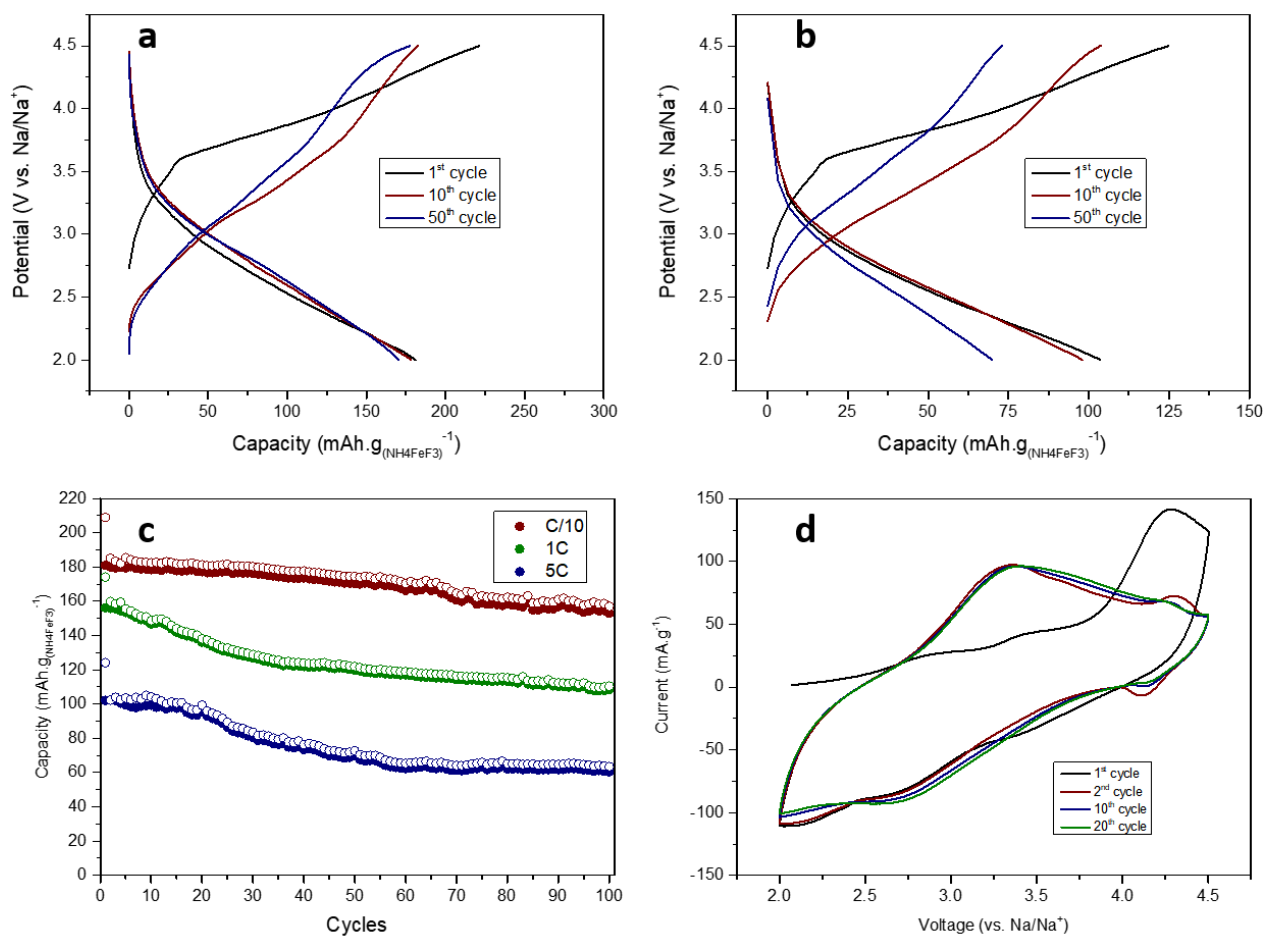 a
4.5
4.0
3.5
3.0
2.5
2.0
Potential (V vs. Na/Na⁺)
1ˢᵗ cycle
10ᵗʰ cycle
50ᵗʰ cycle
0 50 100 150 200 250 300
Capacity (mAh.g(NH4FeF3)⁻¹)
b
4.5
4.0
3.5
3.0
2.5
2.0
Potential (V vs. Na/Na⁺)
1ˢᵗ cycle
10ᵗʰ cycle
50ᵗʰ cycle
0 25 50 75 100 125 150
Capacity (mAh.g(NH4FeF3)⁻¹)
c
220
200
180
160
140
120
100
80
60
40
20
0
Capacity (mAh.g(NH4FeF3)⁻¹)
C/10
1C
5C
0 10 20 30 40 50 60 70 80 90 100
Cycles
d
150
100
50
0
-50
-100
-150
Current (mA.g⁻¹)
1ˢᵗ cycle
2ⁿᵈ cycle
10ᵗʰ cycle
20ᵗʰ cycle
2.0 2.5 3.0 3.5 4.0 4.5
Voltage (vs. Na/Na⁺)